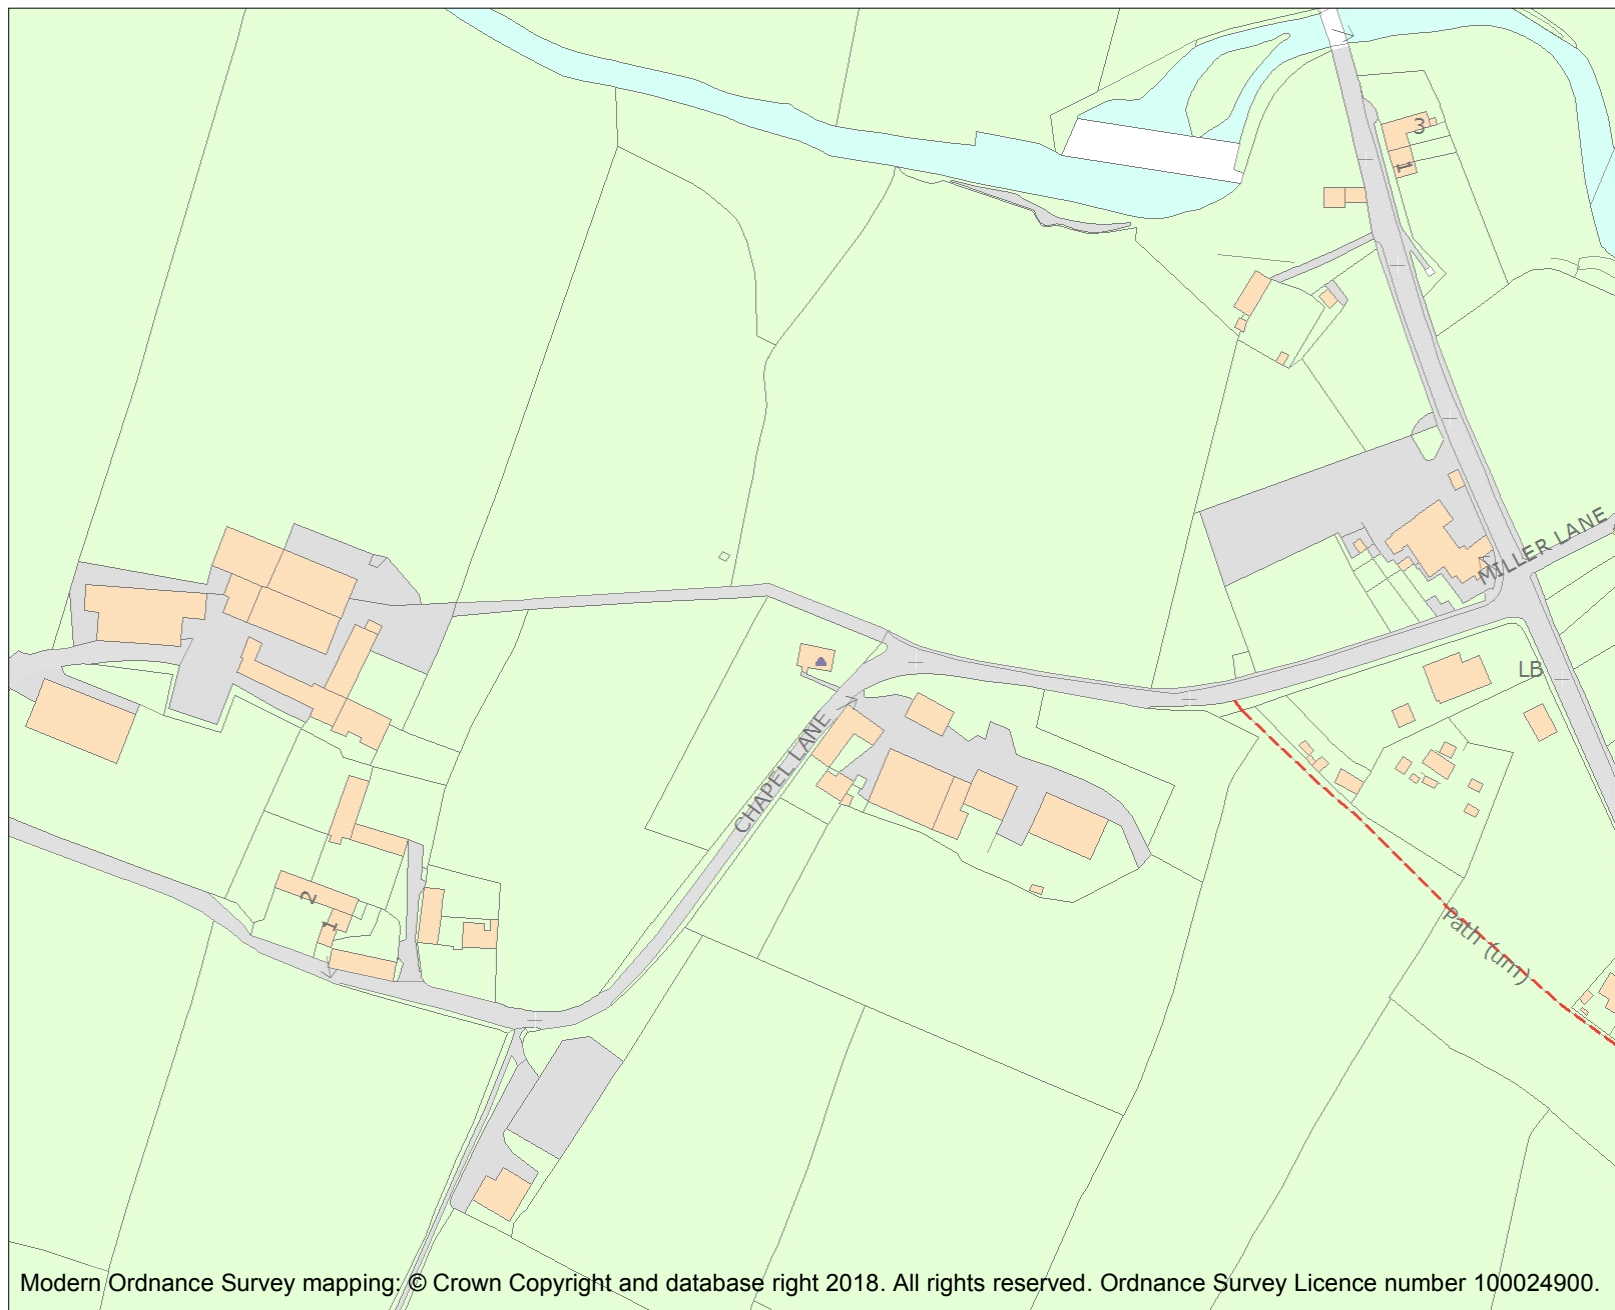 3
1
MILLER LANE
LB
CHAPEL LANE
2
1
Path (um)
Modern Ordnance Survey mapping: © Crown Copyright and database right 2018. All rights reserved. Ordnance Survey Licence number 100024900.